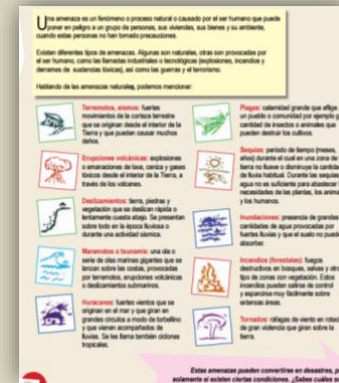 Una amenaza es un fenómeno o proceso natural o causado por el ser humano que puede
poner en peligro a un grupo de personas, sus viviendas, sus bienes y su ambiente,
cuando estas personas no han tomado precauciones.
Existen diferentes tipos de amenazas. Algunas son naturales, otras son provocadas por
el ser humano, como las llamadas industriales o tecnológicas (explosiones, incendios y
derrames de sustancias tóxicas), así como las guerras y el terrorismo.
Hablando de las amenazas naturales, podemos mencionar:
Terremotos, sismos: fuertes
movimientos de la corteza terrestre
que se originan desde el interior de la
Tierra y que pueden causar muchos
daños.
Erupciones volcánicas: explosiones
o emanaciones de lava, ceniza y gases
tóxicos desde el interior de la Tierra, a
través de los volcanes.
Deslizamientos: tierra, piedras y
vegetación que se deslizan rápida o
lentamente cuesta abajo. Se presentan
sobre todo en la época lluviosa o
durante una actividad sísmica.
Maremotos o tsunamis: una ola o
serie de olas marinas gigantes que se
lanzan sobre las costas, provocadas
por terremotos, erupciones volcánicas
o deslizamientos submarinos.
Huracanes: fuertes vientos que se
originan en el mar y que giran en
grandes círculos a modo de torbellino
y que vienen acompañados de
lluvias. Se les llama también ciclones
tropicales.
Plagas: calamidad grande que aflige
un pueblo o comunidad por ejemplo
cantidad de insectos o animales que
pueden destruir los cultivos.
Sequías: período de tiempo (meses,
años) durante el cual en una zona de
tierra no llueve o disminuye la
de lluvia habitual. Durante las sequías
agua no es suficiente para abastecer
necesidades de las plantas, los
y los humanos.
Inundaciones: presencia de grandes
cantidades de agua provocadas por
fuertes lluvias y que el suelo no puede
absorber.
Incendios (forestales): fuegos
destructivos en bosques, selvas y
tipo de zonas con vegetación. Estos
incendios pueden salirse de control
y esparcirse muy fácilmente sobre
extensas áreas.
Tornados: ráfagas de viento en
de gran violencia que giran sobre la
tierra.
Estas amenazas pueden convertirse en desastres,
solamente si existen ciertas condiciones. ¿Sabes cuáles